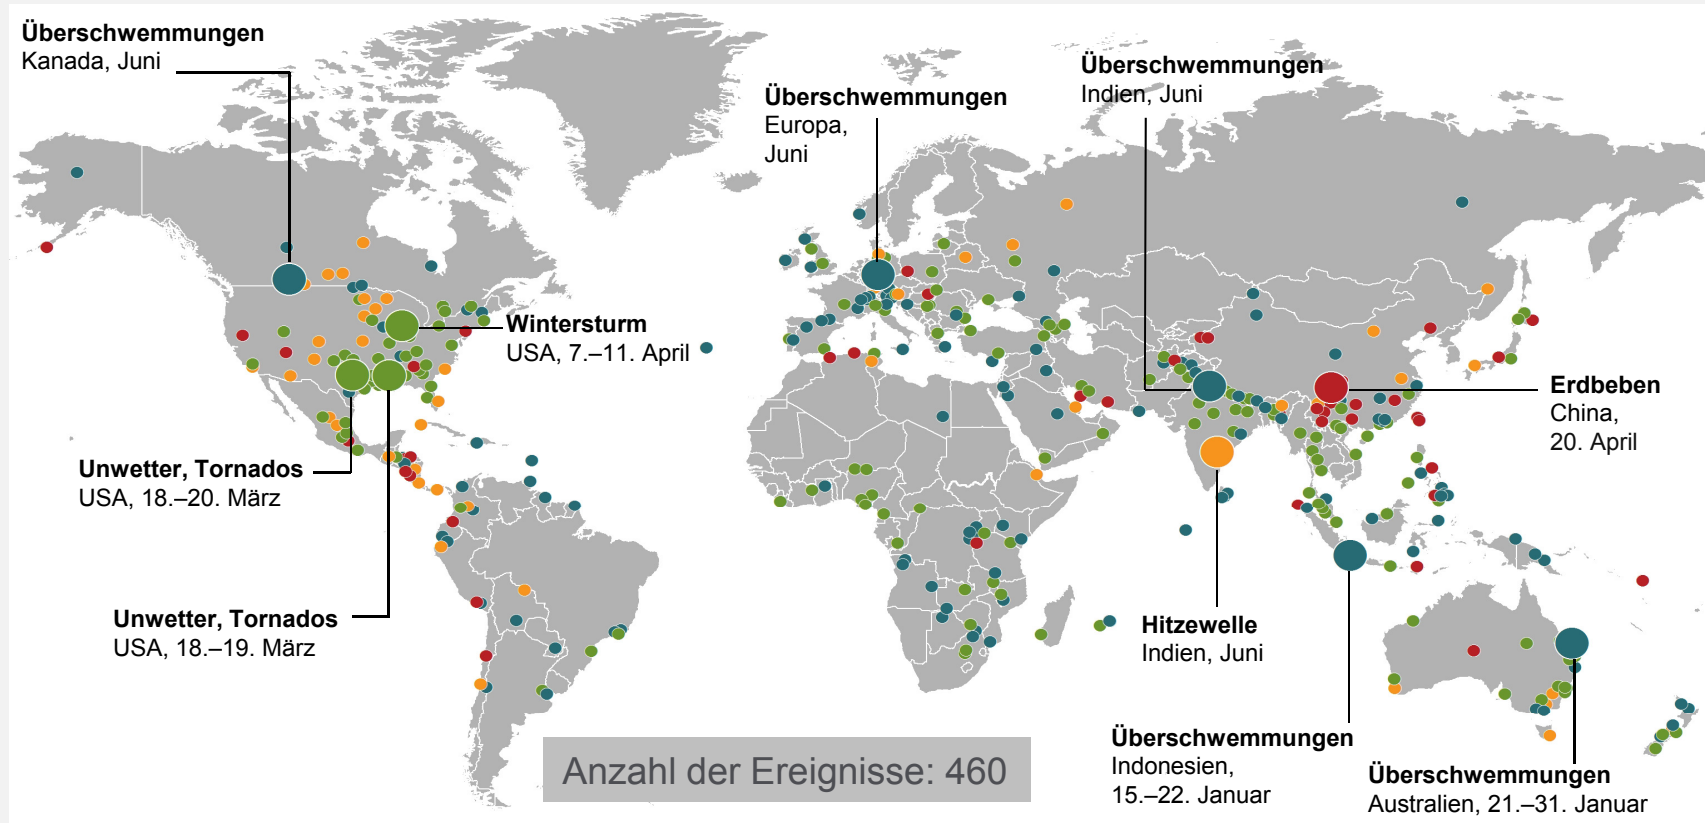 Überschwemmungen
Kanada, Juni
Überschwemmungen
Europa,
Juni
Überschwemmungen
Indien, Juni
Wintersturm
USA, 7.–11. April
Erdbeben
China,
20. April
Unwetter, Tornados
USA, 18.–20. März
Unwetter, Tornados
USA, 18.–19. März
Hitzewelle
Indien, Juni
Überschwemmungen
Indonesien,
15.–22. Januar
Überschwemmungen
Australien, 21.–31. Januar
Anzahl der Ereignisse: 460